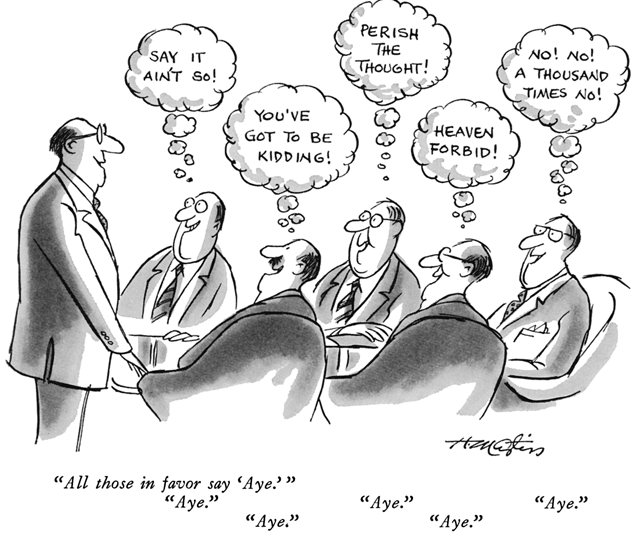 SAY IT
AIN'T SO!
YOU'VE
GOT TO BE
KIDDING!
PERISH
THE
THOUGHT!
HEAVEN
FORBID!
NO! NO!
A THOUSAND
TIMES NO!
"All those in favor say 'Aye.'"
"Aye."
"Aye."
"Aye."
"Aye."
"Aye."